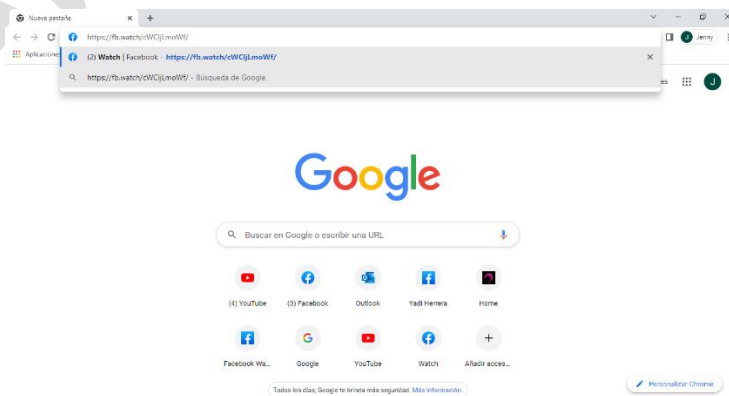 Nueva pestaña
https://fb.watch/cWCljLmoWf/
Jenny
Aplicacione
(2) Watch | Facebook - https://fb.watch/cWCljLmoWf/
https://fb.watch/cWCljLmoWf/ - Búsqueda de Google
es
J
Google
Buscar en Google o escribir una URL
(4) YouTube
(3) Facebook
Outlook
Yadi Herrera
Home
Facebook Wa...
Google
YouTube
Watch
Añadir acces...
Todos los días, Google te brinda más seguridad. Más información.
Personalizar Chrome